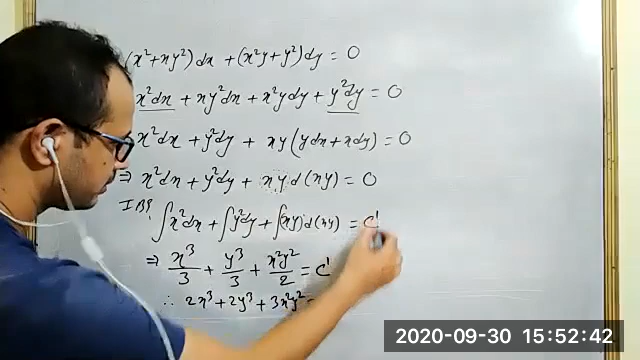 (x²+xy²)dx + (x²y+y²)dy = 0
x²dx + xy²dx + x²ydy + y²dy = 0
x²dx + y²dy + xy(ydx + xdy) = 0
⇒ x²dx + y²dy + xy d(xy) = 0
I.B.S, ∫x²dx + ∫y²dy + ∫(xy)d(xy) = c'
⇒ x³/3 + y³/3 + x²y²/2 = c'
∴ 2x³ + 2y³ + 3x²y² =
2020-09-30 15:52:42